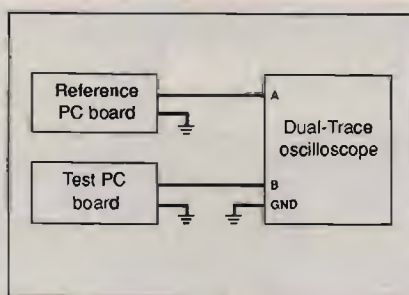 Reference
PC board
A
Dual-Trace
oscilloscope
Test PC
board
B
GND